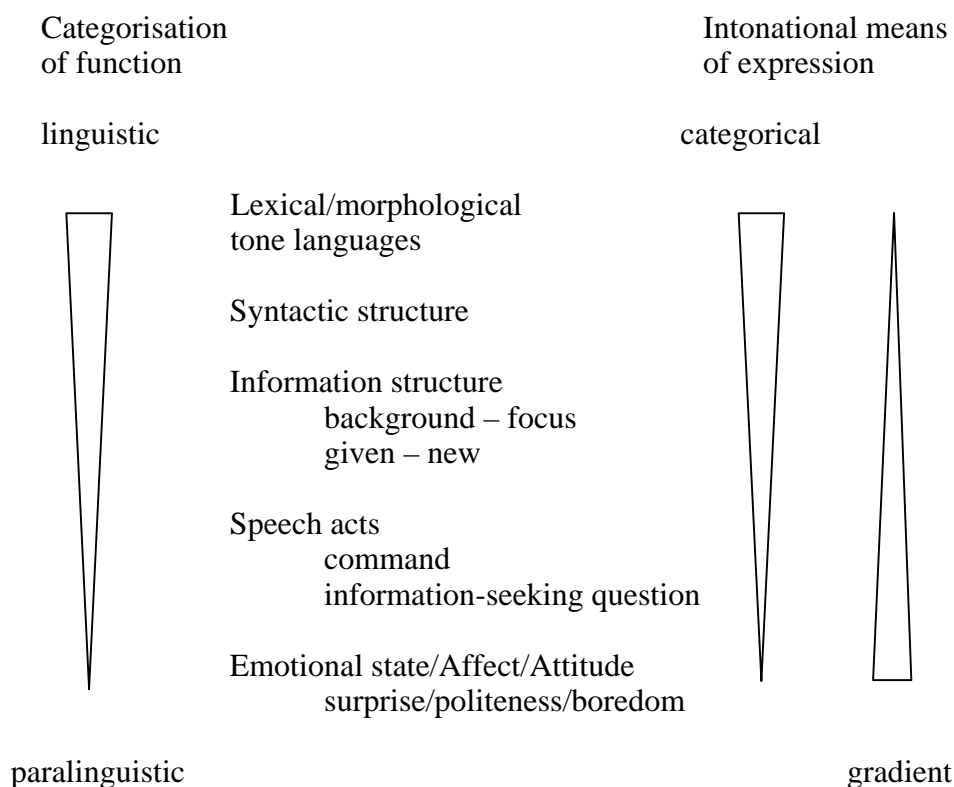 Categorisation
of function
Intonational means
of expression
linguistic
categorical
Lexical/morphological
tone languages
Syntactic structure
Information structure
background – focus
given – new
Speech acts
command
information-seeking question
Emotional state/Affect/Attitude
surprise/politeness/boredom
paralinguistic
gradient